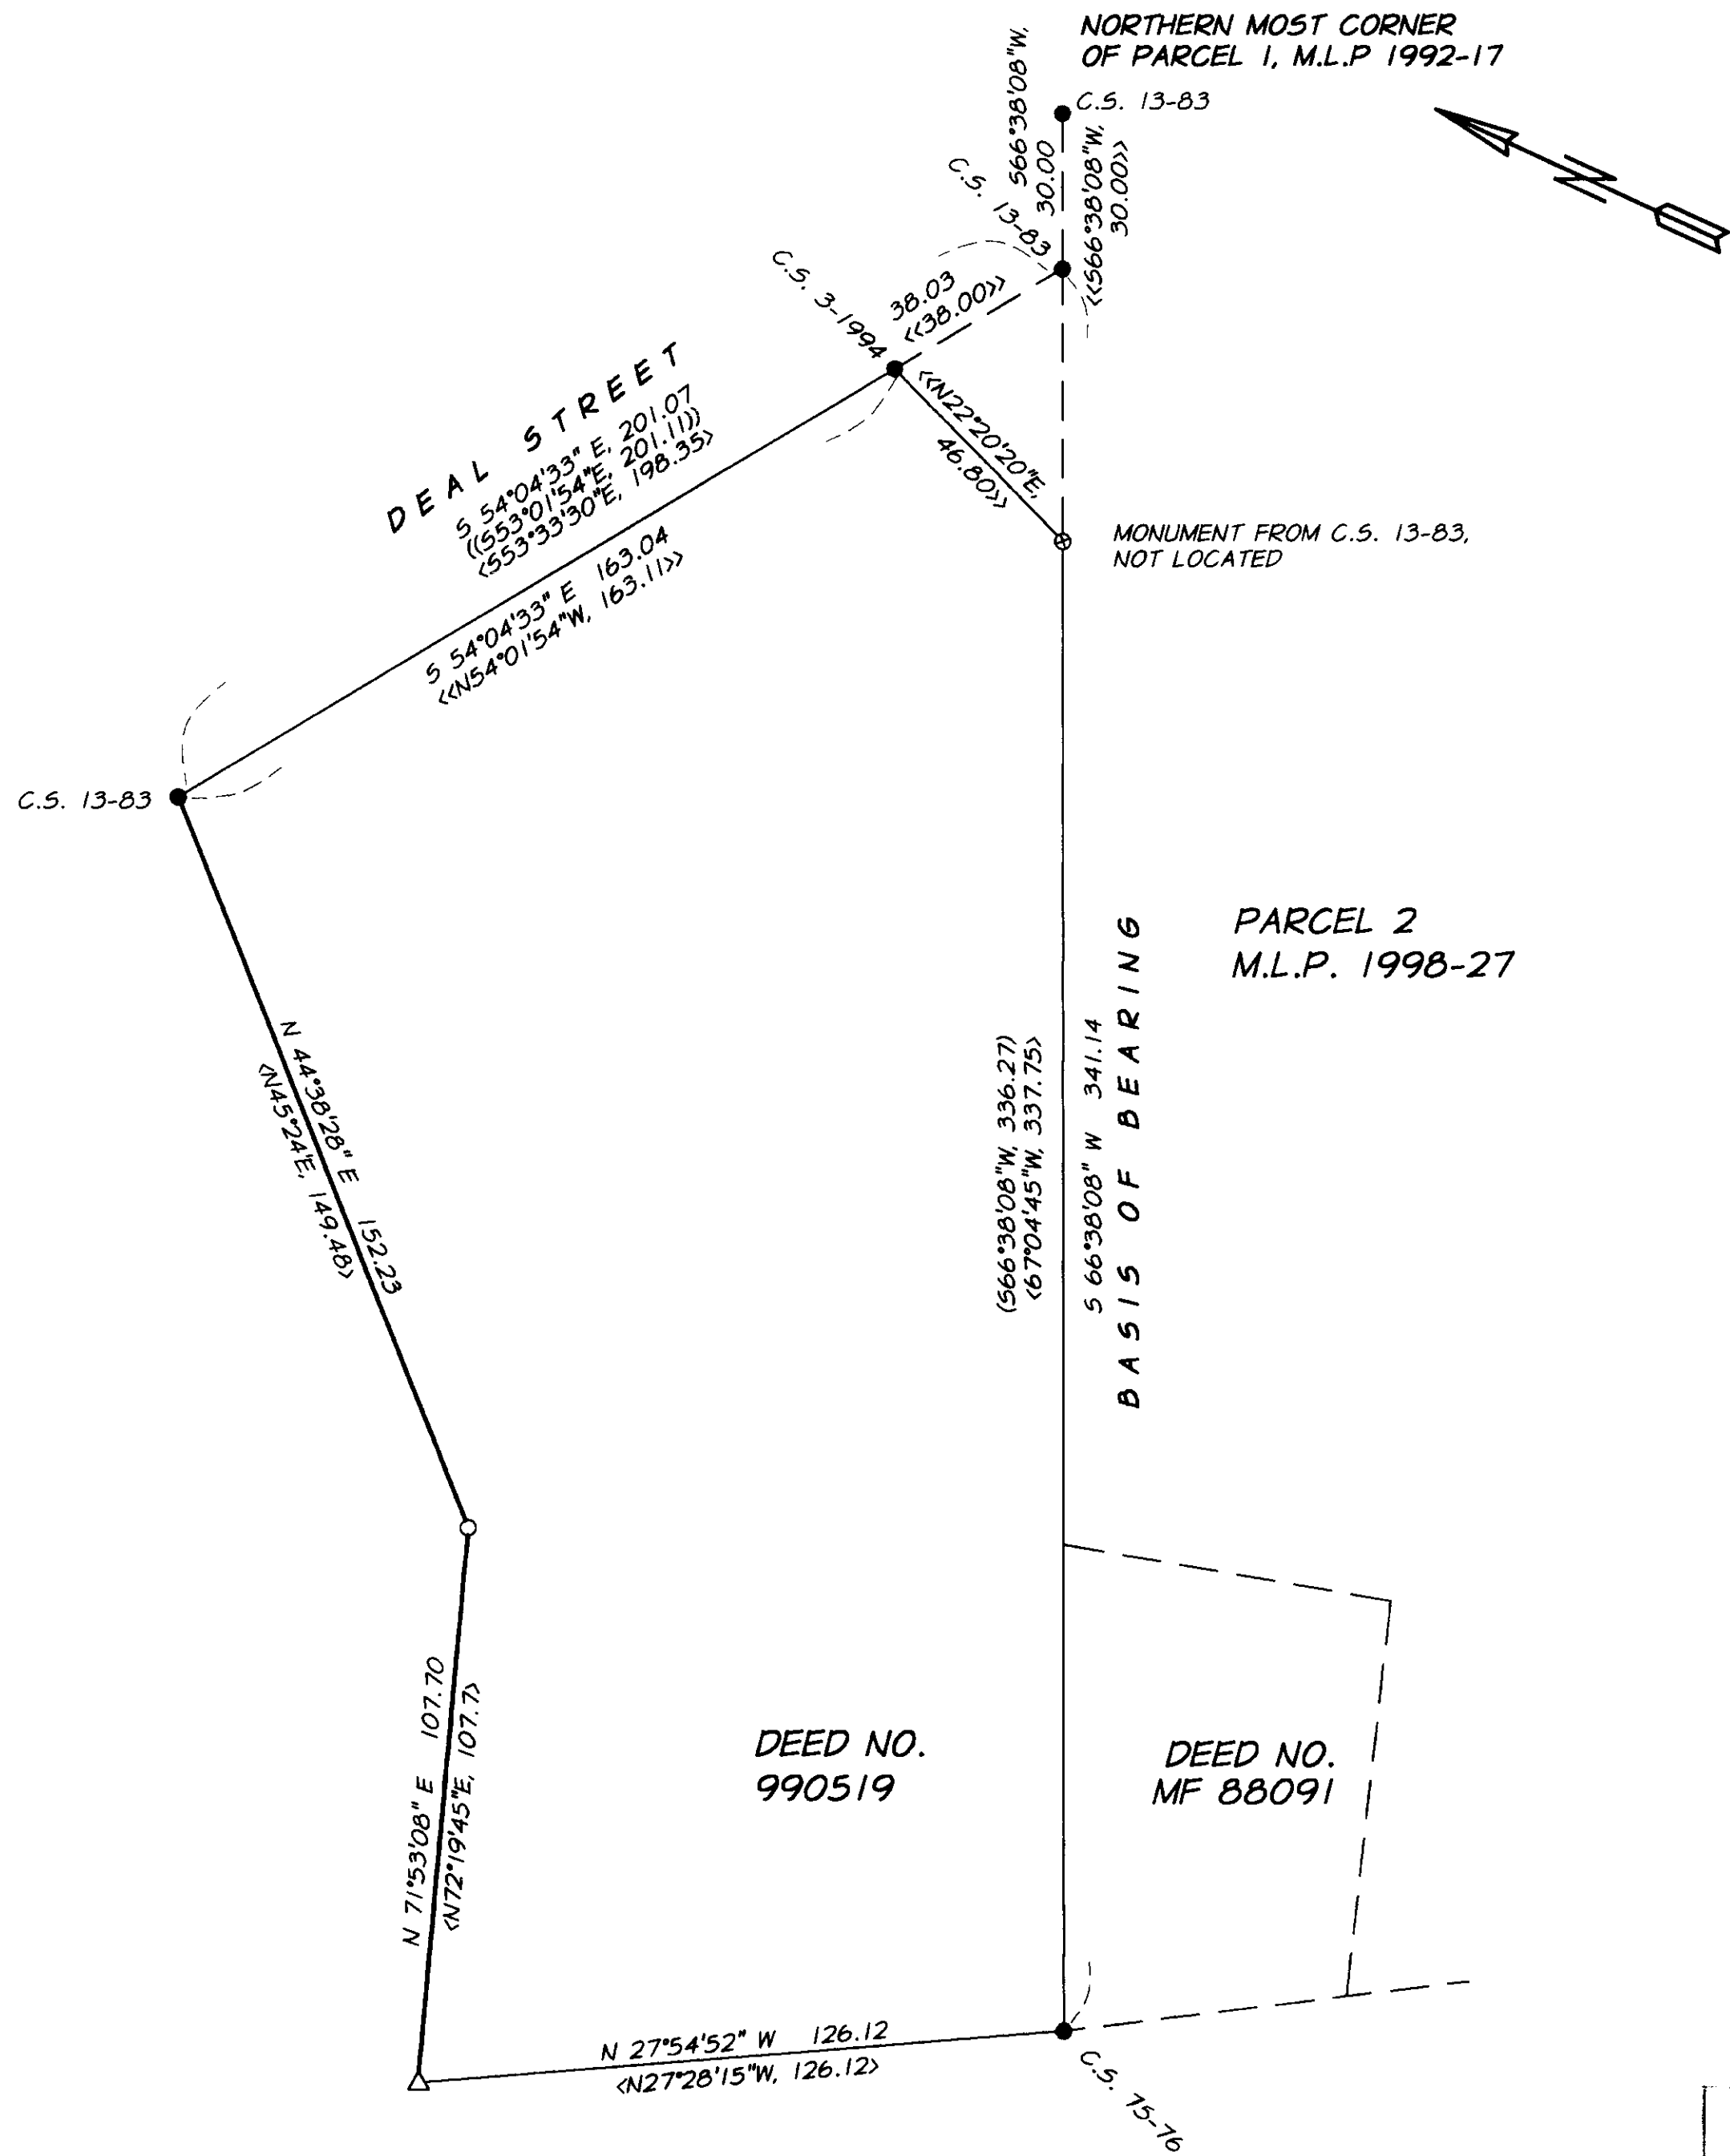 NORTHERN MOST CORNER
OF PARCEL 1, M.L.P 1992-17
C.S. 13-83
S66°38'08"W,
30.00
<<S66°38'08"W,
30.00>>
C.S. 13-83
C.S. 3-1994
38.03
<<38.00>>
N
<<N22°20'20"E,
46.80>>
MONUMENT FROM C.S. 13-83,
NOT LOCATED
DEAL STREET
S 54°04'33" E, 201.07
((S53°01'54"E, 201.11))
<S53°33'30"E, 198.35>
S 54°04'33" E 163.04
<<N54°01'54"W, 163.11>>
C.S. 13-83
PARCEL 2
M.L.P. 1998-27
N 44°38'28" E 152.23
<N45°24'E, 149.48>
(S66°38'08"W, 336.27)
<67°04'45"W, 337.75>
S 66°38'08" W 341.14
BASIS OF BEARING
N 71°53'08" E 107.70
<N72°19'45"E, 107.7>
DEED NO.
990519
DEED NO.
MF 88091
N 27°54'52" W 126.12
<N27°28'15"W, 126.12>
C.S. 75-76